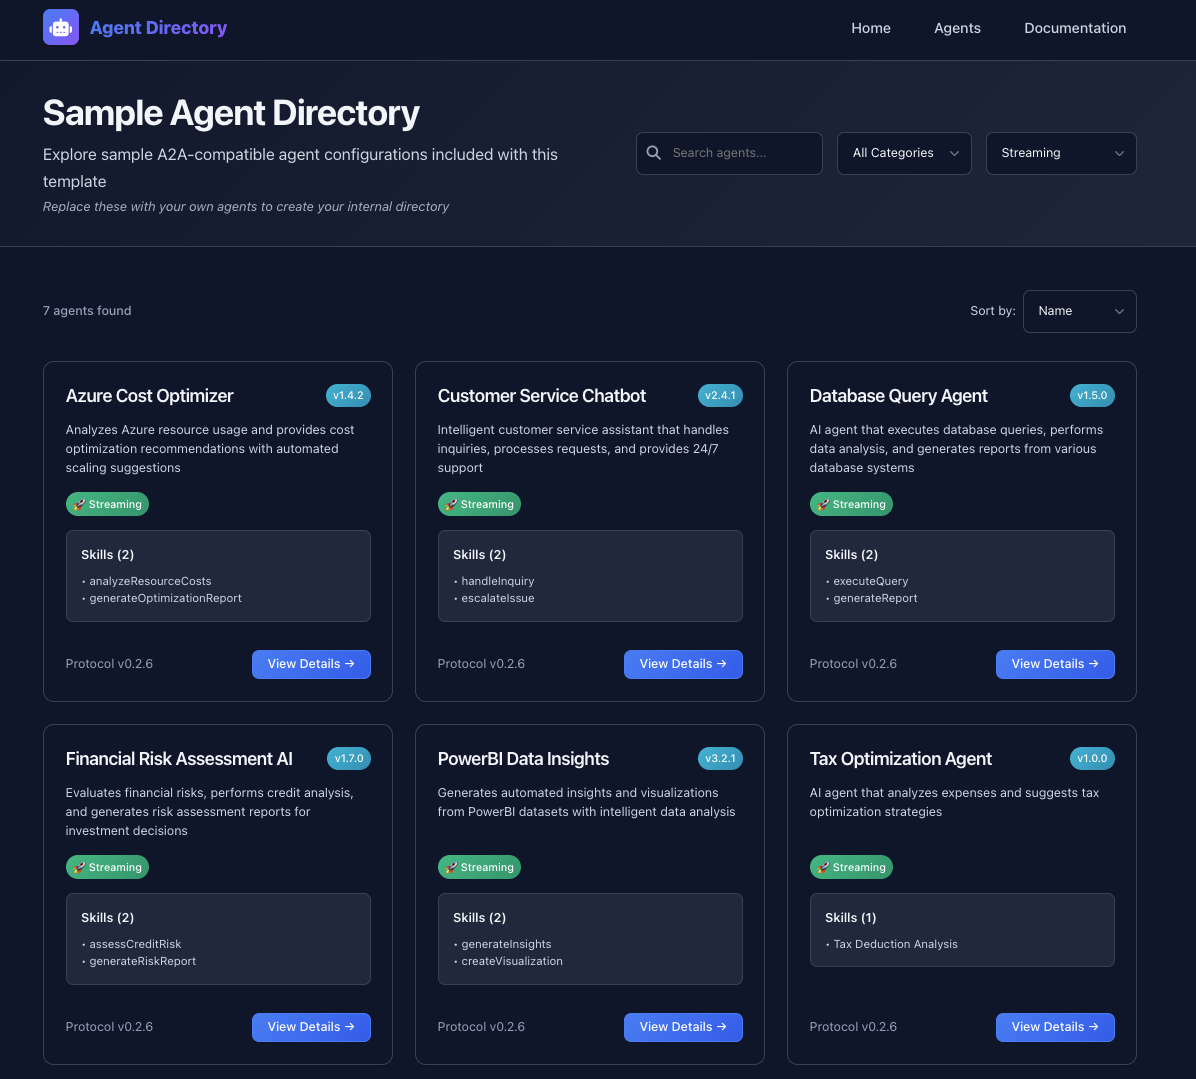 Agent Directory
Home
Agents
Documentation
Sample Agent Directory
Explore sample A2A-compatible agent configurations included with this
template
Replace these with your own agents to create your internal directory
Search agents...
All Categories
Streaming
7 agents found
Sort by:
Name
Azure Cost Optimizer
v1.4.2
Analyzes Azure resource usage and provides cost
optimization recommendations with automated
scaling suggestions
🚀 Streaming
Skills (2)
• analyzeResourceCosts
• generateOptimizationReport
Protocol v0.2.6
View Details →
Customer Service Chatbot
v2.4.1
Intelligent customer service assistant that handles
inquiries, processes requests, and provides 24/7
support
🚀 Streaming
Skills (2)
• handleInquiry
• escalateIssue
Protocol v0.2.6
View Details →
Database Query Agent
v1.5.0
AI agent that executes database queries, performs
data analysis, and generates reports from various
database systems
🚀 Streaming
Skills (2)
• executeQuery
• generateReport
Protocol v0.2.6
View Details →
Financial Risk Assessment AI
v1.7.0
Evaluates financial risks, performs credit analysis,
and generates risk assessment reports for
investment decisions
🚀 Streaming
Skills (2)
• assessCreditRisk
• generateRiskReport
Protocol v0.2.6
View Details →
PowerBI Data Insights
v3.2.1
Generates automated insights and visualizations
from PowerBI datasets with intelligent data analysis
🚀 Streaming
Skills (2)
• generateInsights
• createVisualization
Protocol v0.2.6
View Details →
Tax Optimization Agent
v1.0.0
AI agent that analyzes expenses and suggests tax
optimization strategies
🚀 Streaming
Skills (1)
• Tax Deduction Analysis
Protocol v0.2.6
View Details →